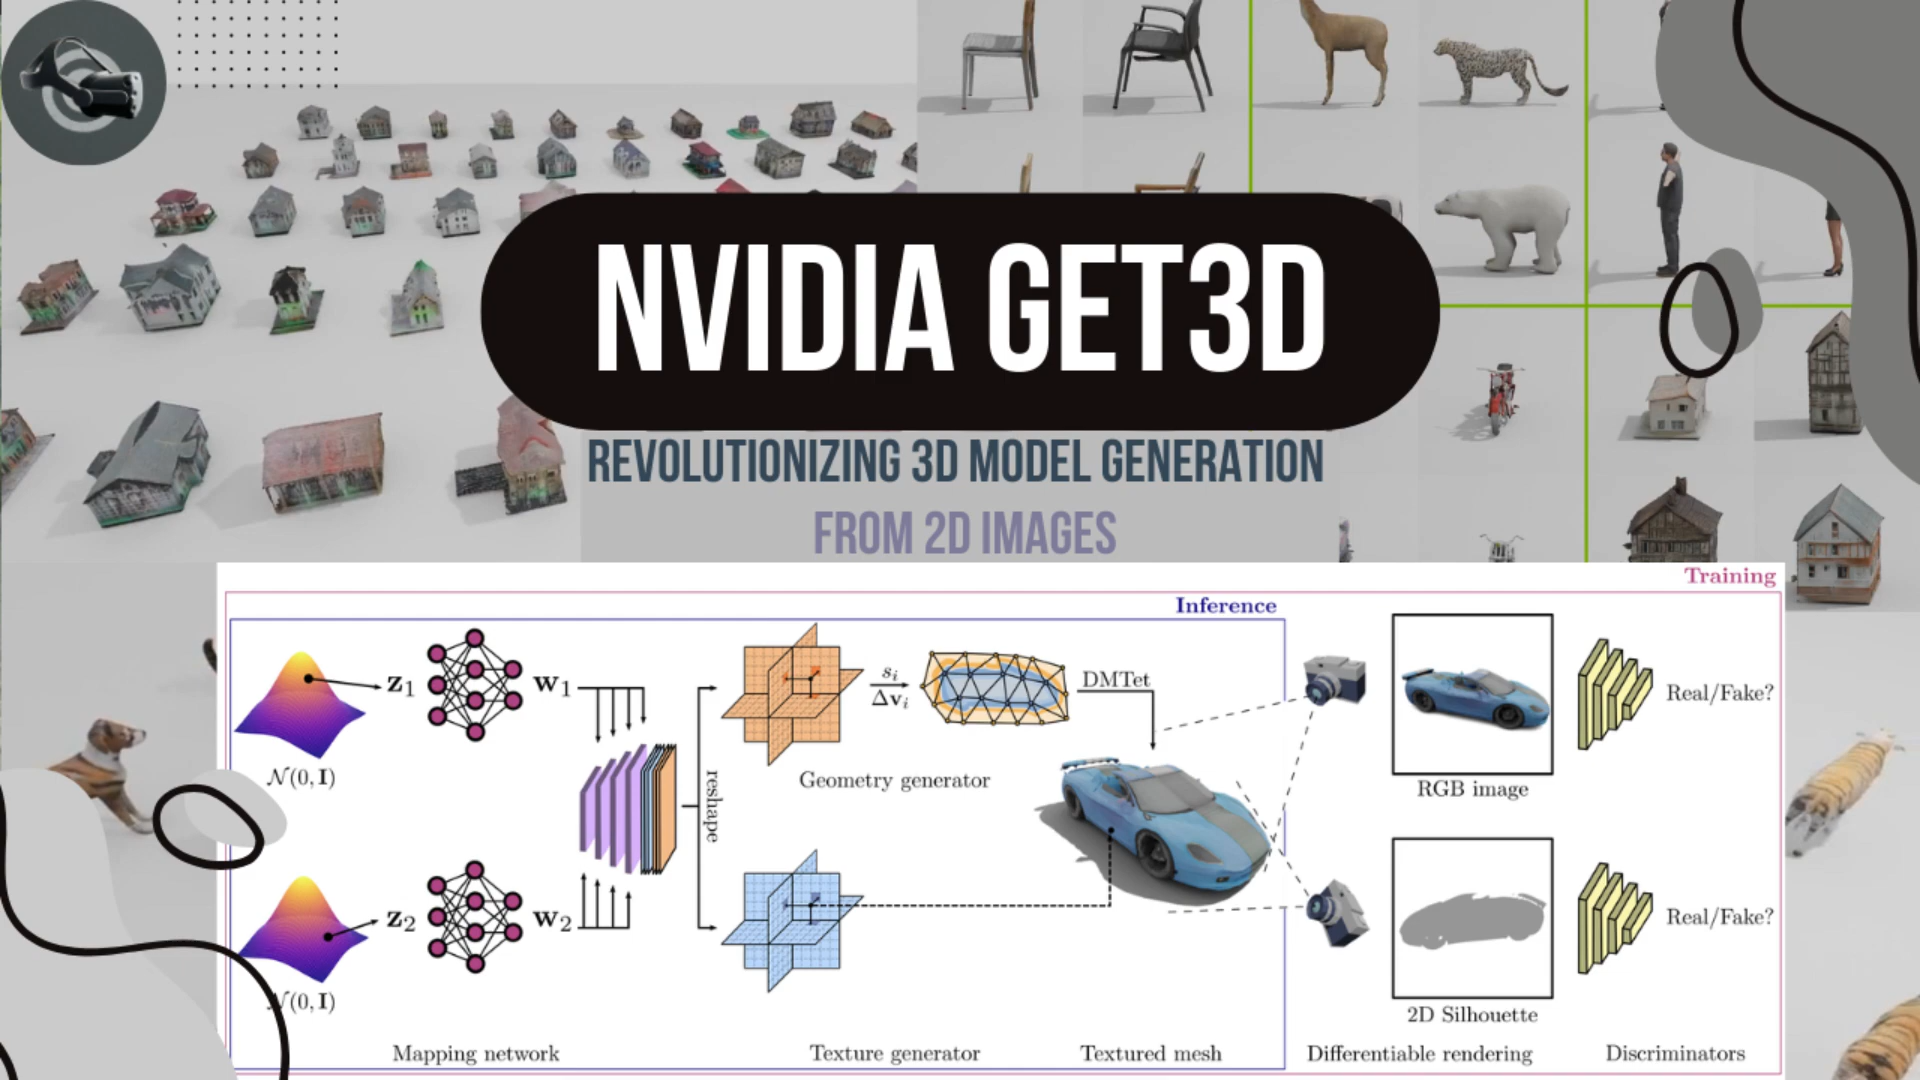 NVIDIA GET3D
REVOLUTIONIZING 3D MODEL GENERATION
FROM 2D IMAGES
Training
Inference
z₁
w₁
sᵢ
Δvᵢ
DMTet
Real/Fake?
𝒩(0, I)
Geometry generator
RGB image
reshape
z₂
w₂
Real/Fake?
𝒩(0, I)
2D Silhouette
Mapping network
Texture generator
Textured mesh
Differentiable rendering
Discriminators